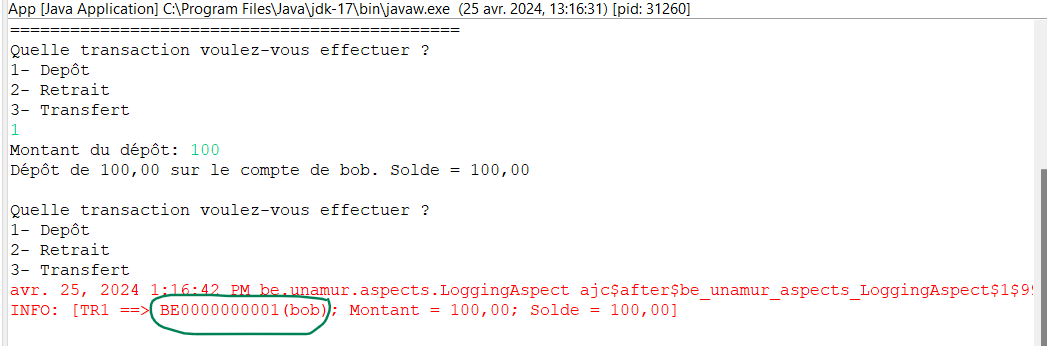 App [Java Application] C:\Program Files\Java\jdk-17\bin\javaw.exe (25 avr. 2024, 13:16:31) [pid: 31260]
=============================================
Quelle transaction voulez-vous effectuer ?
1- Depôt
2- Retrait
3- Transfert
1
Montant du dépôt: 100
Dépôt de 100,00 sur le compte de bob. Solde = 100,00
Quelle transaction voulez-vous effectuer ?
1- Depôt
2- Retrait
3- Transfert
avr. 25, 2024 1:16:42 PM be.unamur.aspects.LoggingAspect ajc$after$be_unamur_aspects_LoggingAspect$1$9
INFO: [TR1 ==> BE0000000001(bob); Montant = 100,00; Solde = 100,00]